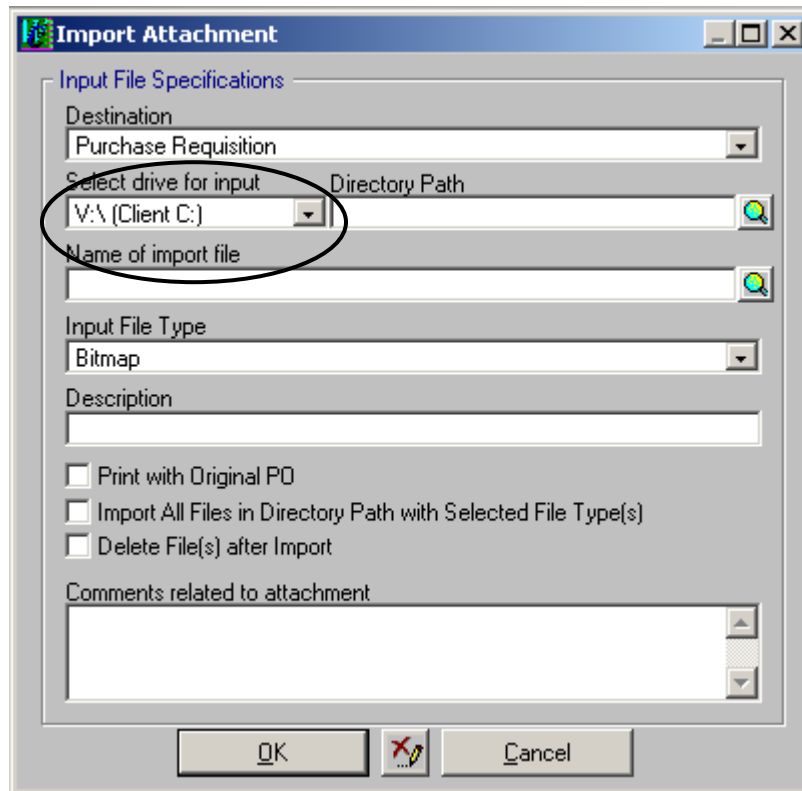 Import Attachment
Input File Specifications
Destination
Purchase Requisition
Select drive for input Directory Path
V:\ (Client C:)
Name of import file
Input File Type
Bitmap
Description
Print with Original PO
Import All Files in Directory Path with Selected File Type(s)
Delete File(s) after Import
Comments related to attachment
OK Cancel